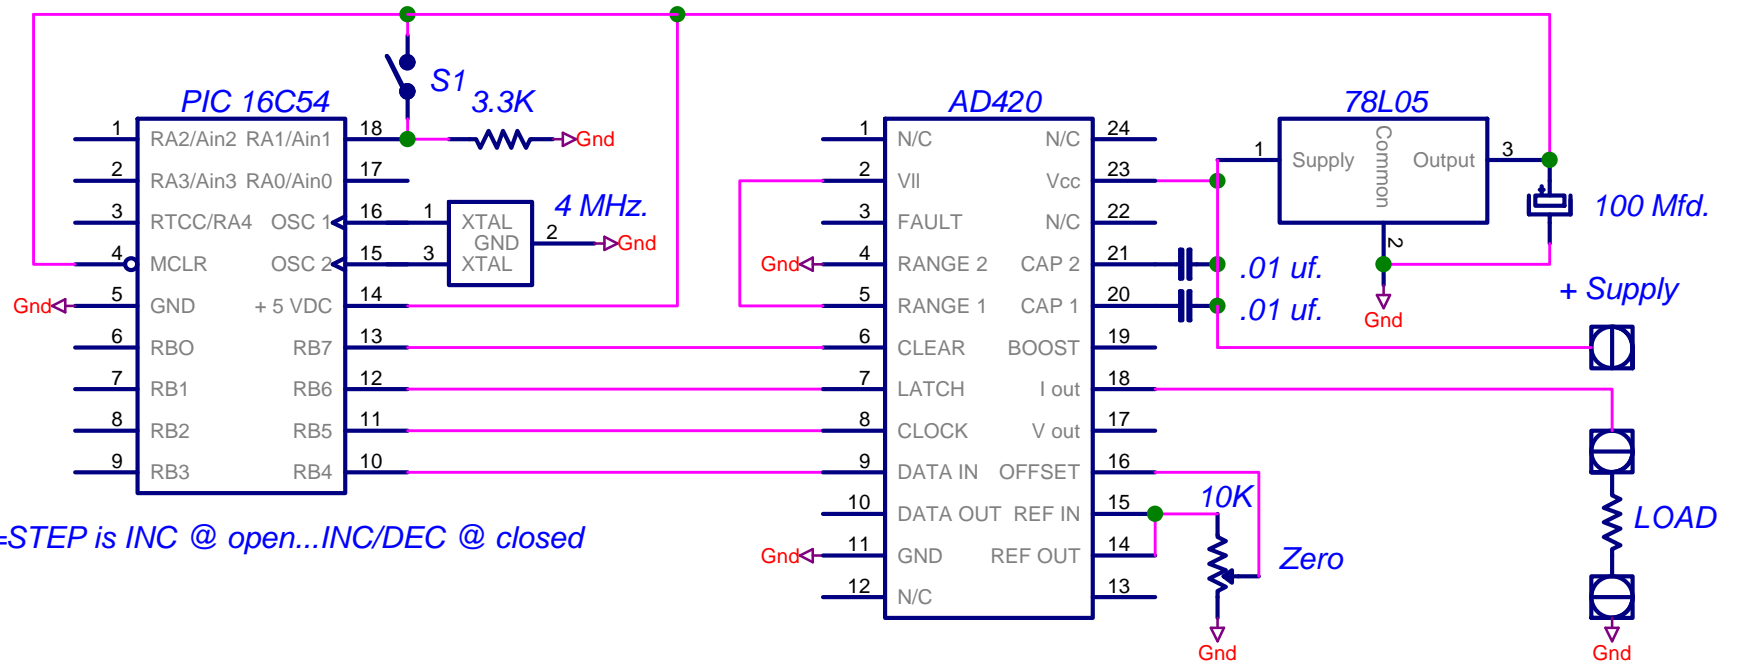 S1
PIC 16C54
3.3K
1 RA2/Ain2 RA1/Ain1 18
Gnd
2 RA3/Ain3 RA0/Ain0 17
3 RTCC/RA4 OSC 1 16
4 MCLR OSC 2 15
5 GND + 5 VDC 14
Gnd
6 RBO RB7 13
7 RB1 RB6 12
8 RB2 RB5 11
9 RB3 RB4 10
4 MHz.
1 XTAL
GND 2
Gnd
3 XTAL
=STEP is INC @ open...INC/DEC @ closed
AD420
1 N/C N/C 24
2 VII Vcc 23
3 FAULT N/C 22
Gnd
4 RANGE 2 CAP 2 21
.01 uf.
5 RANGE 1 CAP 1 20
.01 uf.
6 CLEAR BOOST 19
7 LATCH I out 18
8 CLOCK V out 17
9 DATA IN OFFSET 16
10 DATA OUT REF IN 15
Gnd
11 GND REF OUT 14
12 N/C 13
10K
Zero
Gnd
78L05
1 Supply Common Output 3
2
Gnd
+
100 Mfd.
+ Supply
LOAD
Gnd